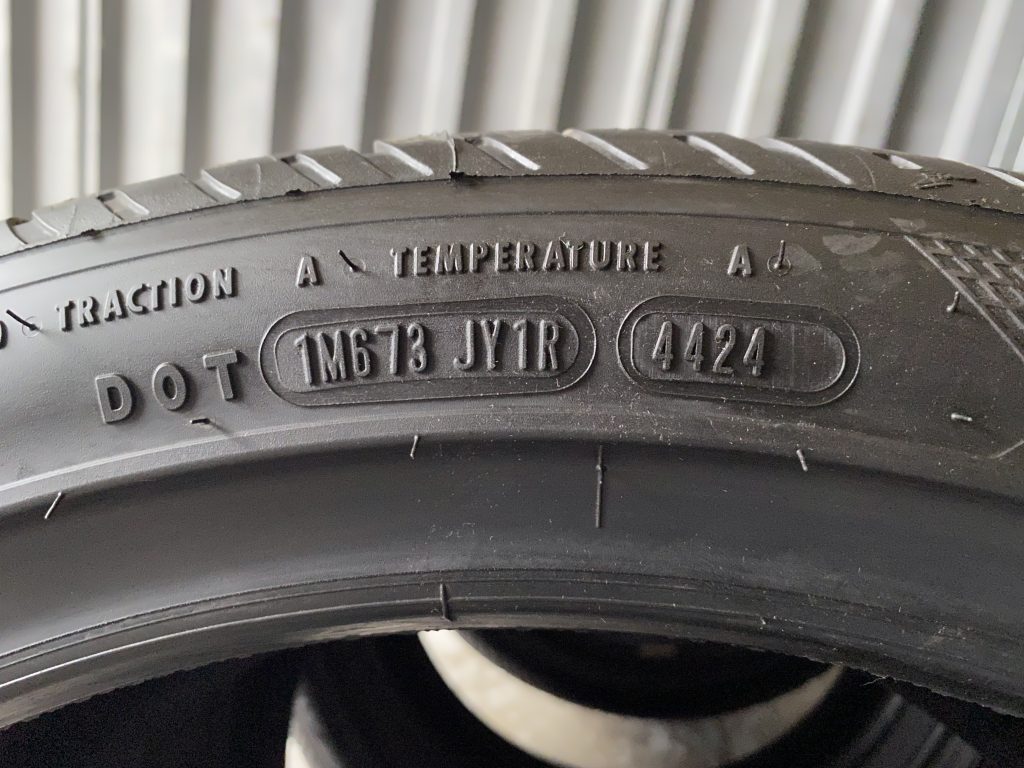 TRACTION A TEMPERATURE A
DOT 1M673 JY1R 4424